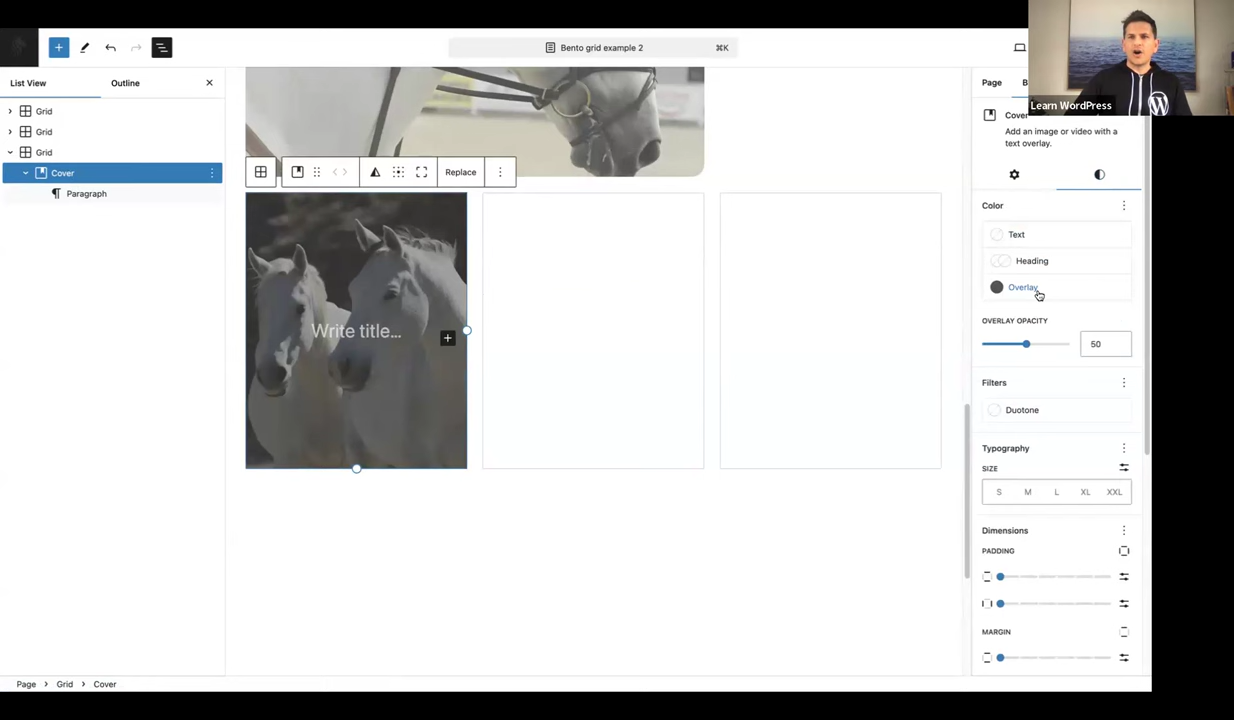 Bento grid example 2
⌘K
List View
Outline
Page
B
Learn WordPress
Grid
Grid
Grid
Cover
Paragraph
Replace
Write title...
Cover
Add an image or video with a
text overlay.
Color
Text
Heading
Overlay
OVERLAY OPACITY
50
Filters
Duotone
Typography
SIZE
S M L XL XXL
Dimensions
PADDING
MARGIN
Page > Grid > Cover